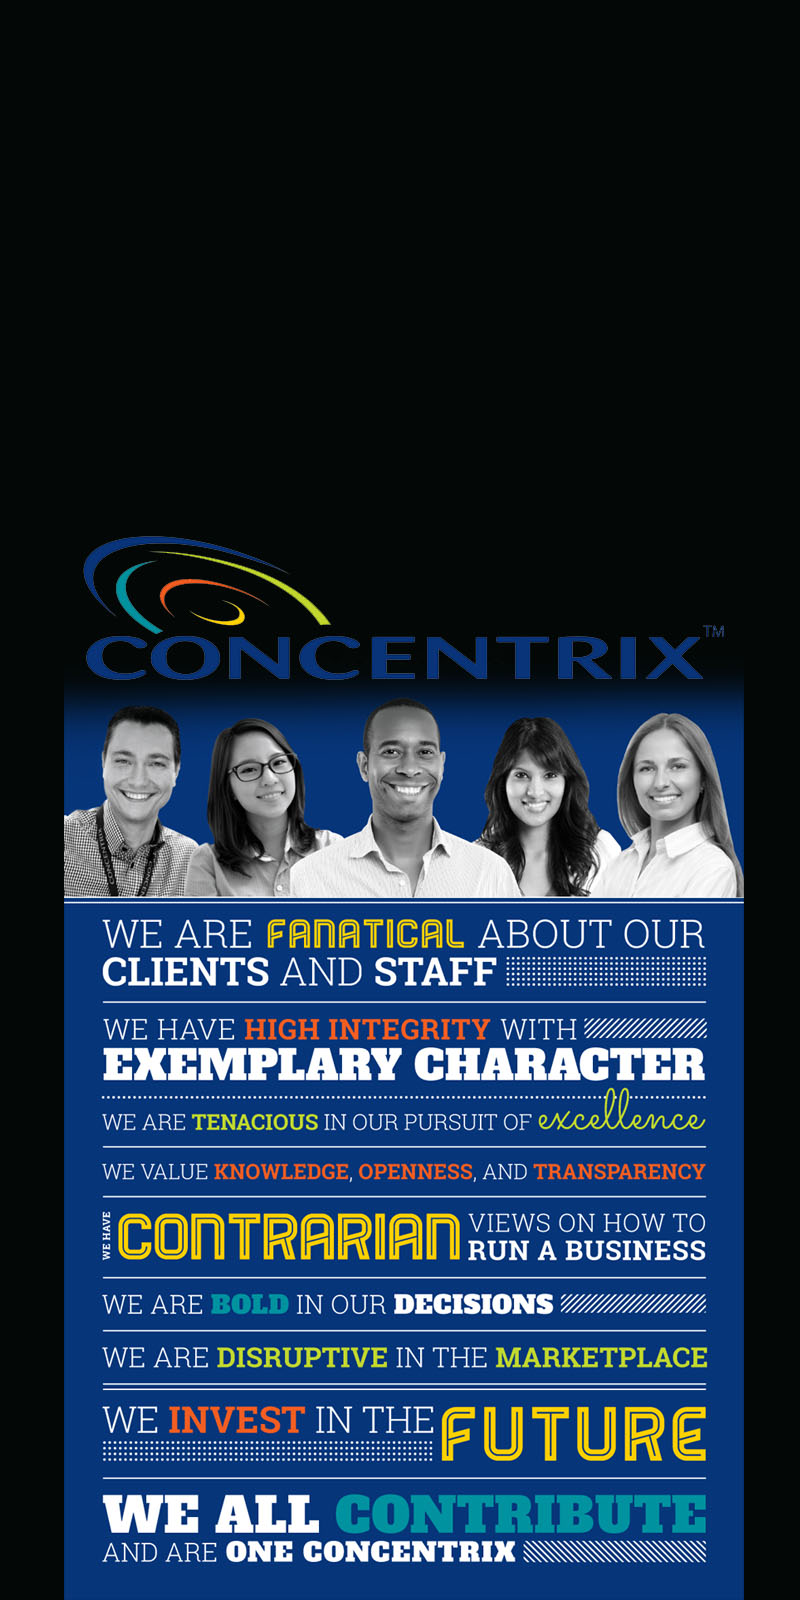 CONCENTRIX™
WE ARE FANATICAL ABOUT OUR
CLIENTS AND STAFF
WE HAVE HIGH INTEGRITY WITH
EXEMPLARY CHARACTER
WE ARE TENACIOUS IN OUR PURSUIT OF excellence
WE VALUE KNOWLEDGE, OPENNESS, AND TRANSPARENCY
WE HAVE CONTRARIAN VIEWS ON HOW TO
RUN A BUSINESS
WE ARE BOLD IN OUR DECISIONS
WE ARE DISRUPTIVE IN THE MARKETPLACE
WE INVEST IN THE FUTURE
WE ALL CONTRIBUTE
AND ARE ONE CONCENTRIX